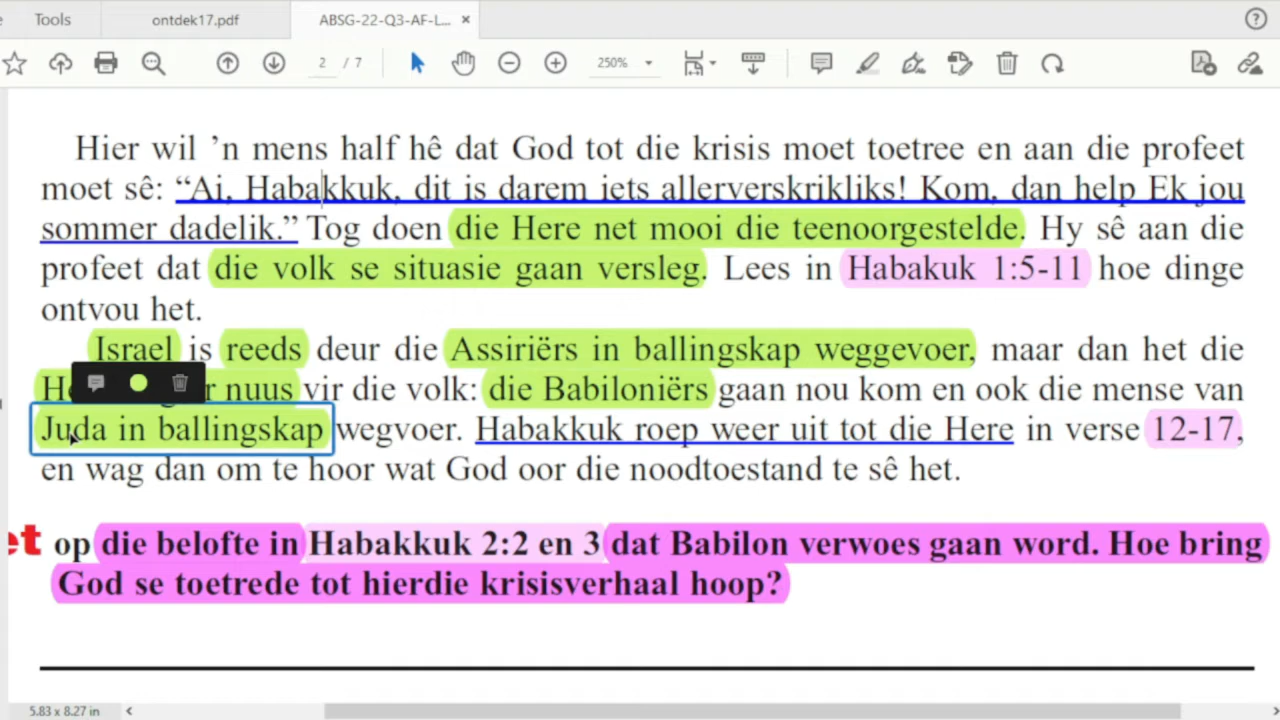 Tools
ontdek17.pdf
ABSG-22-Q3-AF-L...
2 / 7
250%
Hier wil ’n mens half hê dat God tot die krisis moet toetree en aan die profeet
moet sê: “Ai, Habakkuk, dit is darem iets allerverskrikliks! Kom, dan help Ek jou
sommer dadelik.” Tog doen die Here net mooi die teenoorgestelde. Hy sê aan die
profeet dat die volk se situasie gaan versleg. Lees in Habakuk 1:5-11 hoe dinge
ontvou het.
Israel is reeds deur die Assiriërs in ballingskap weggevoer, maar dan het die
nuus vir die volk: die Babiloniërs gaan nou kom en ook die mense van
Juda in ballingskap wegvoer. Habakkuk roep weer uit tot die Here in verse 12-17,
en wag dan om te hoor wat God oor die noodtoestand te sê het.
op die belofte in Habakkuk 2:2 en 3 dat Babilon verwoes gaan word. Hoe bring
God se toetrede tot hierdie krisisverhaal hoop?
5.83 x 8.27 in